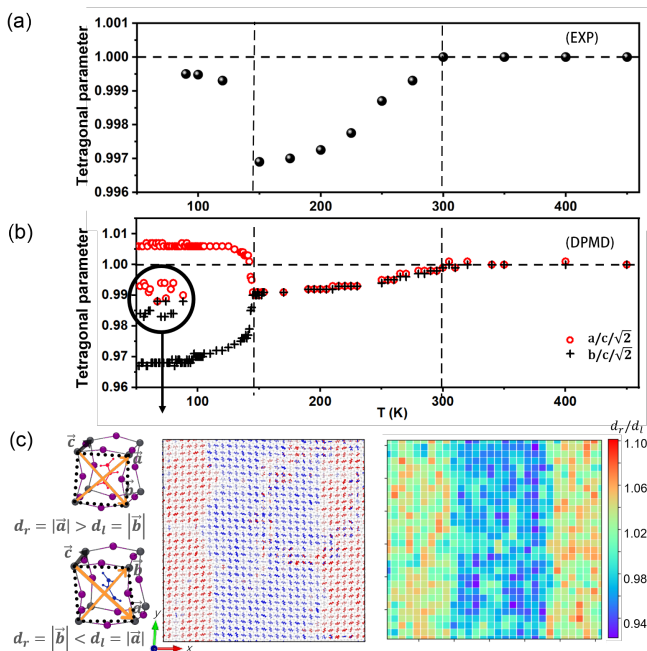 (a)
Tetragonal parameter
1.001
1.000
0.999
0.998
0.997
0.996
(EXP)
100
200
300
400
(b)
Tetragonal parameter
1.01
1.00
0.99
0.98
0.97
0.96
(DPMD)
a/c/√2
b/c/√2
100
200
300
400
T (K)
(c)
c⃗
a⃗
b
d_r = |a⃗| > d_l = |b⃗|
c⃗
b
a
d_r = |b⃗| < d_l = |a⃗|
y
x
d_r/d_l
1.10
1.06
1.02
0.98
0.94